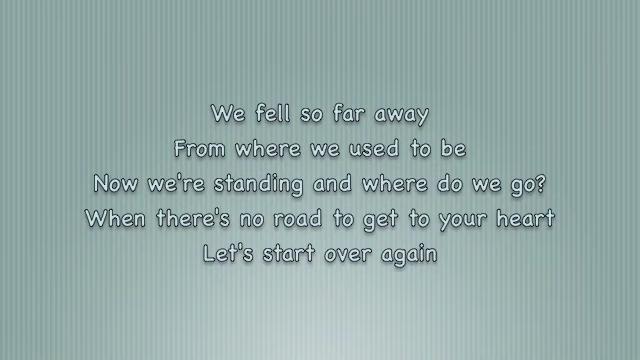 We fell so far away
From where we used to be
Now we're standing and where do we go?
When there's no road to get to your heart
Let's start over again